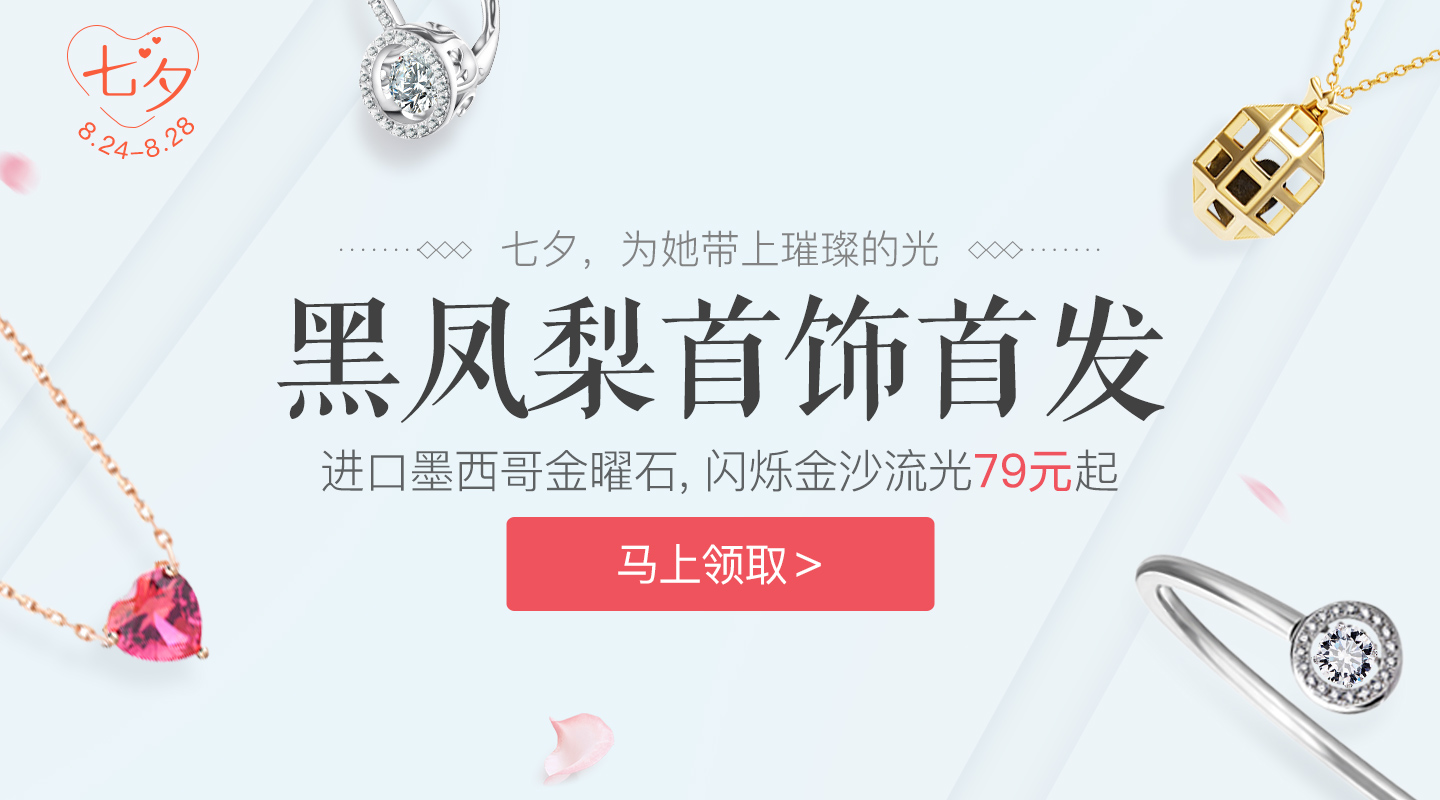 七夕
8.24-8.28
七夕，为她带上璀璨的光
黑凤梨首饰首发
进口墨西哥金曜石，闪烁金沙流光79元起
马上领取>